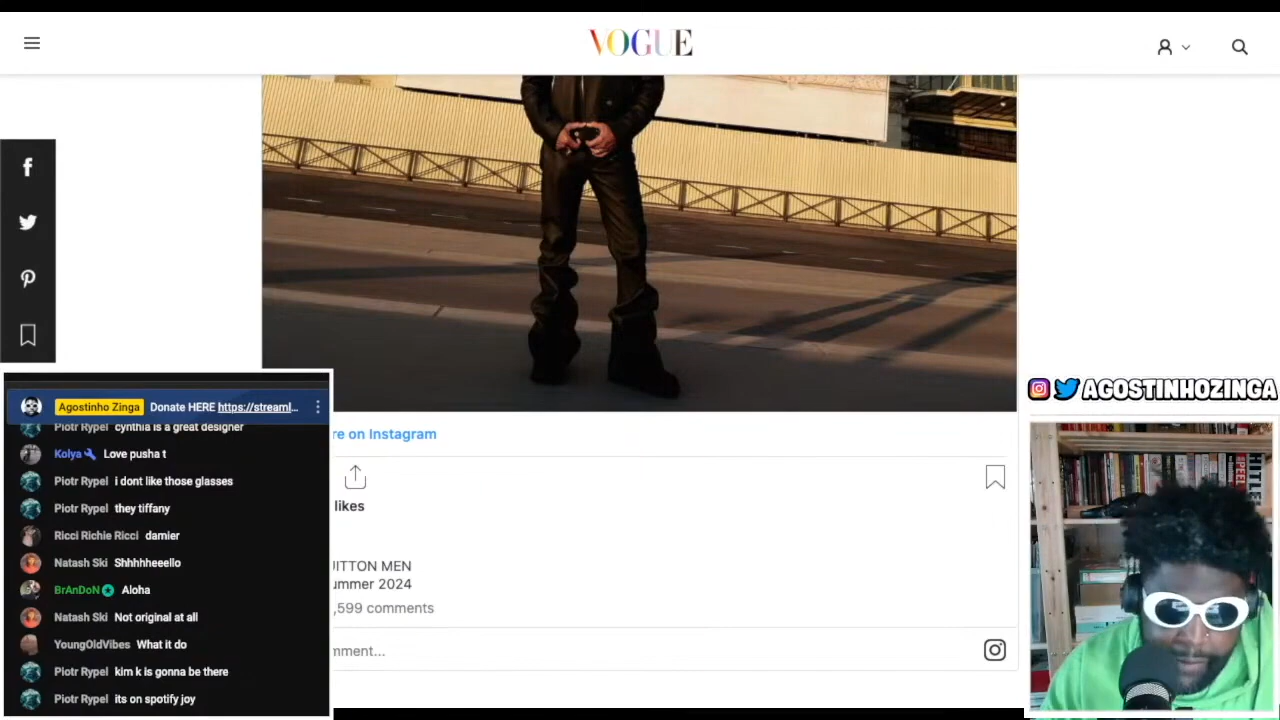 VOGUE
re on Instagram
likes
UITTON MEN
ummer 2024
,599 comments
mment...
Agostinho Zinga Donate HERE https://streaml...
Piotr Rypel cynthia is a great designer
Kolya Love pusha t
Piotr Rypel i dont like those glasses
Piotr Rypel they tiffany
Ricci Richie Ricci damier
Natash Ski Shhhhheeello
BrAnDoN Aloha
Natash Ski Not original at all
YoungOldVibes What it do
Piotr Rypel kim k is gonna be there
Piotr Rypel its on spotify joy
AGOSTINHOZINGA
SPEEL
HITLE